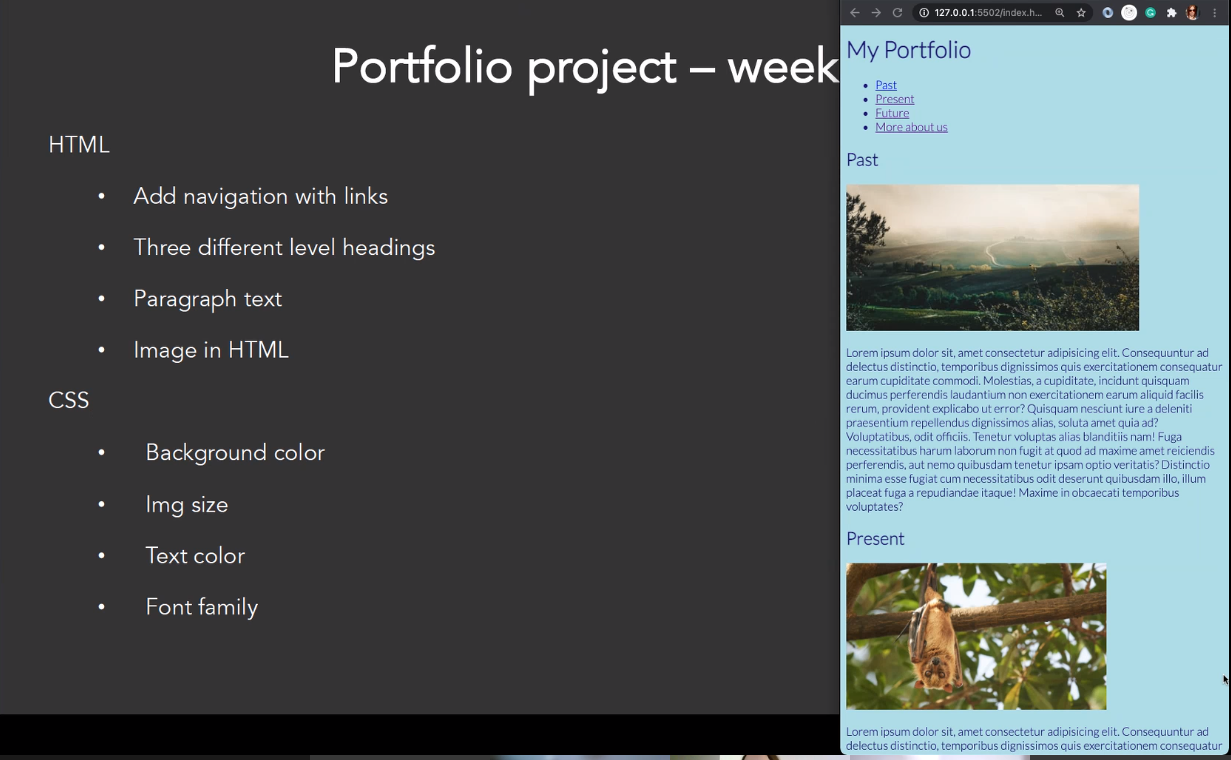 Portfolio project – week
HTML
• Add navigation with links
• Three different level headings
• Paragraph text
• Image in HTML
CSS
• Background color
• Img size
• Text color
• Font family
127.0.0.1:5502/index.h...
My Portfolio
• Past
• Present
• Future
• More about us
Past
Lorem ipsum dolor sit, amet consectetur adipisicing elit. Consequuntur ad
delectus distinctio, temporibus dignissimos quis exercitationem consequatur
earum cupiditate commodi. Molestias, a cupiditate, incidunt quisquam
ducimus perferendis laudantium non exercitationem earum aliquid facilis
rerum, provident explicabo ut error? Quisquam nesciunt iure a deleniti
praesentium repellendus dignissimos alias, soluta amet quia ad?
Voluptatibus, odit officiis. Tenetur voluptas alias blanditiis nam! Fuga
necessitatibus harum laborum non fugit at quod ad maxime amet reiciendis
perferendis, aut nemo quibusdam tenetur ipsam optio veritatis? Distinctio
minima esse fugiat cum necessitatibus odit deserunt quibusdam illo, illum
placeat fuga a repudiandae itaque! Maxime in obcaecati temporibus
voluptates?
Present
Lorem ipsum dolor sit, amet consectetur adipisicing elit. Consequuntur ad
delectus distinctio, temporibus dignissimos quis exercitationem consequatur